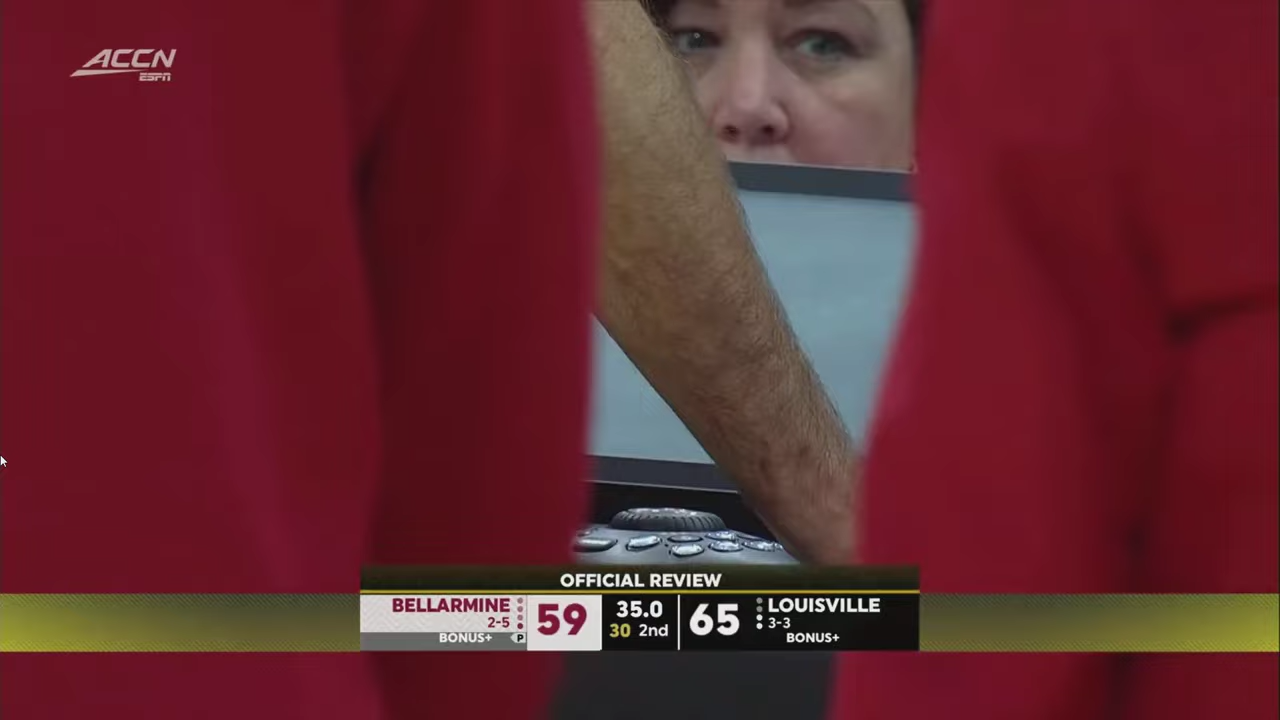 ACCN
ESPN
OFFICIAL REVIEW
BELLARMINE
2-5
BONUS+
P
59
35.0
30 2nd
65
LOUISVILLE
3-3
BONUS+